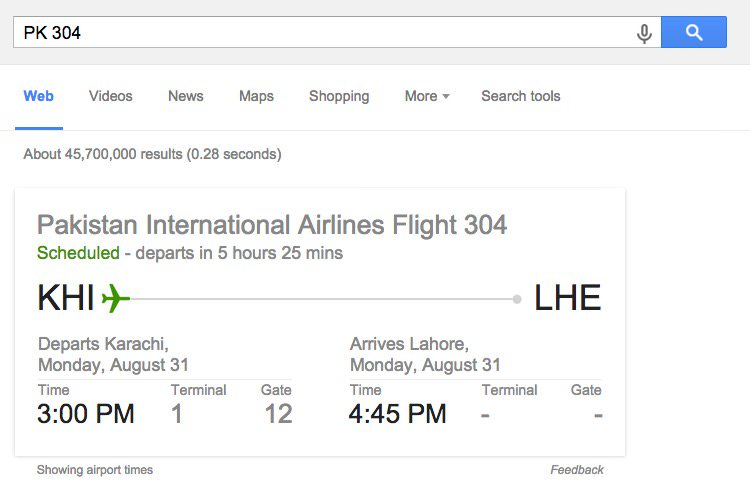 PK 304
Web Videos News Maps Shopping More Search tools
About 45,700,000 results (0.28 seconds)
Pakistan International Airlines Flight 304
Scheduled - departs in 5 hours 25 mins
KHI LHE
Departs Karachi,
Monday, August 31
Arrives Lahore,
Monday, August 31
Time Terminal Gate
3:00 PM 1 12
Time Terminal Gate
4:45 PM - -
Showing airport times
Feedback